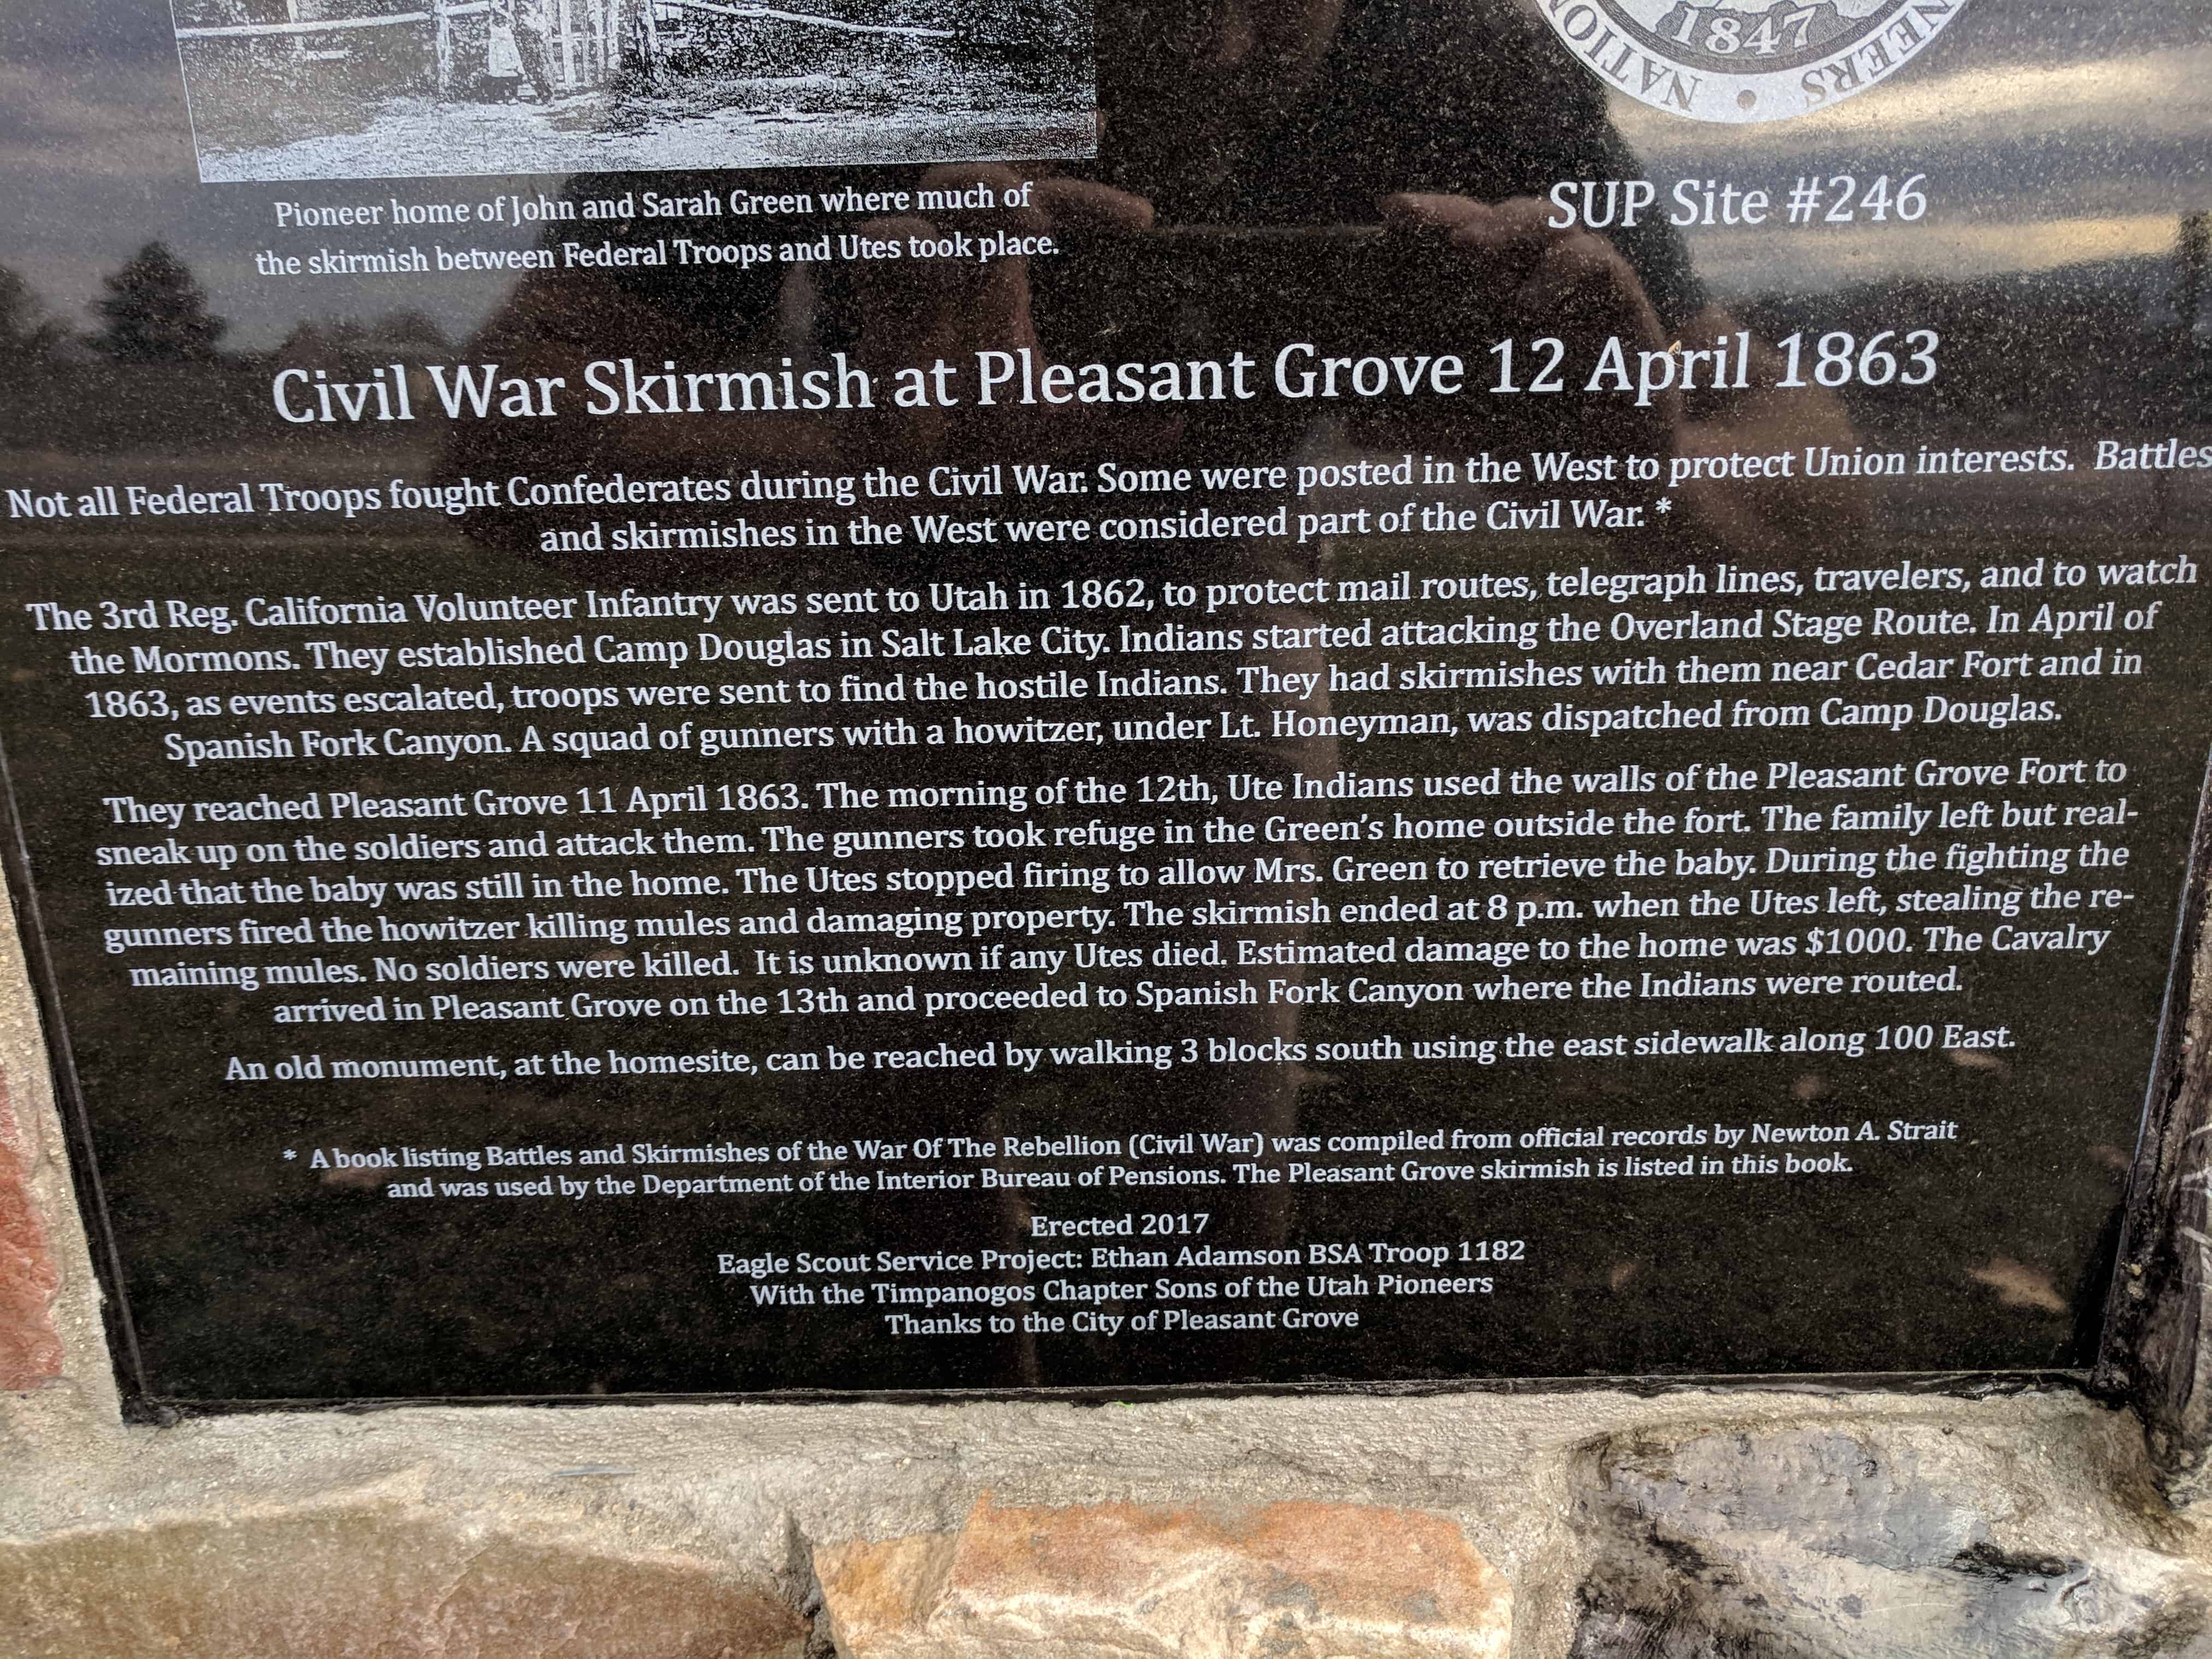 1847
NATIO
NEERS
Pioneer home of John and Sarah Green where much of
the skirmish between Federal Troops and Utes took place.
SUP Site #246
Civil War Skirmish at Pleasant Grove 12 April 1863
Not all Federal Troops fought Confederates during the Civil War. Some were posted in the West to protect Union interests. Battles
and skirmishes in the West were considered part of the Civil War. *
The 3rd Reg. California Volunteer Infantry was sent to Utah in 1862, to protect mail routes, telegraph lines, travelers, and to watch
the Mormons. They established Camp Douglas in Salt Lake City. Indians started attacking the Overland Stage Route. In April of
1863, as events escalated, troops were sent to find the hostile Indians. They had skirmishes with them near Cedar Fort and in
Spanish Fork Canyon. A squad of gunners with a howitzer, under Lt. Honeyman, was dispatched from Camp Douglas.
They reached Pleasant Grove 11 April 1863. The morning of the 12th, Ute Indians used the walls of the Pleasant Grove Fort to
sneak up on the soldiers and attack them. The gunners took refuge in the Green's home outside the fort. The family left but real-
ized that the baby was still in the home. The Utes stopped firing to allow Mrs. Green to retrieve the baby. During the fighting the
gunners fired the howitzer killing mules and damaging property. The skirmish ended at 8 p.m. when the Utes left, stealing the re-
maining mules. No soldiers were killed. It is unknown if any Utes died. Estimated damage to the home was $1000. The Cavalry
arrived in Pleasant Grove on the 13th and proceeded to Spanish Fork Canyon where the Indians were routed.
An old monument, at the homesite, can be reached by walking 3 blocks south using the east sidewalk along 100 East.
* A book listing Battles and Skirmishes of the War Of The Rebellion (Civil War) was compiled from official records by Newton A. Strait
and was used by the Department of the Interior Bureau of Pensions. The Pleasant Grove skirmish is listed in this book.
Erected 2017
Eagle Scout Service Project: Ethan Adamson BSA Troop 1182
With the Timpanogos Chapter Sons of the Utah Pioneers
Thanks to the City of Pleasant Grove